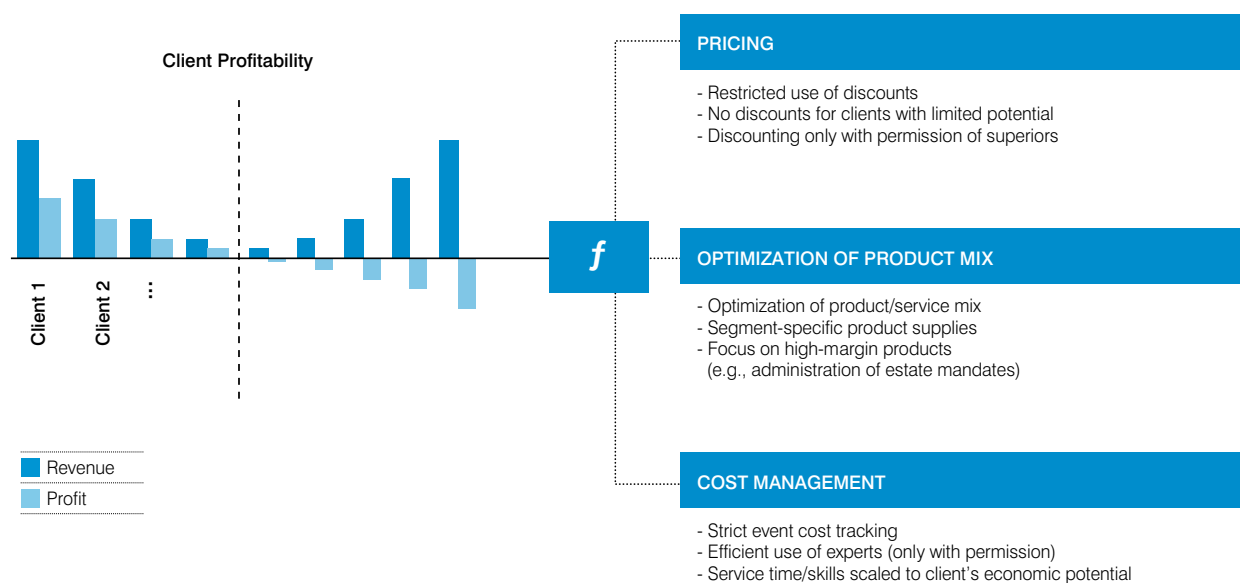 Client Profitability
Client 1
Client 2
...
Revenue
Profit
f
PRICING
- Restricted use of discounts
- No discounts for clients with limited potential
- Discounting only with permission of superiors
OPTIMIZATION OF PRODUCT MIX
- Optimization of product/service mix
- Segment-specific product supplies
- Focus on high-margin products
(e.g., administration of estate mandates)
COST MANAGEMENT
- Strict event cost tracking
- Efficient use of experts (only with permission)
- Service time/skills scaled to client's economic potential